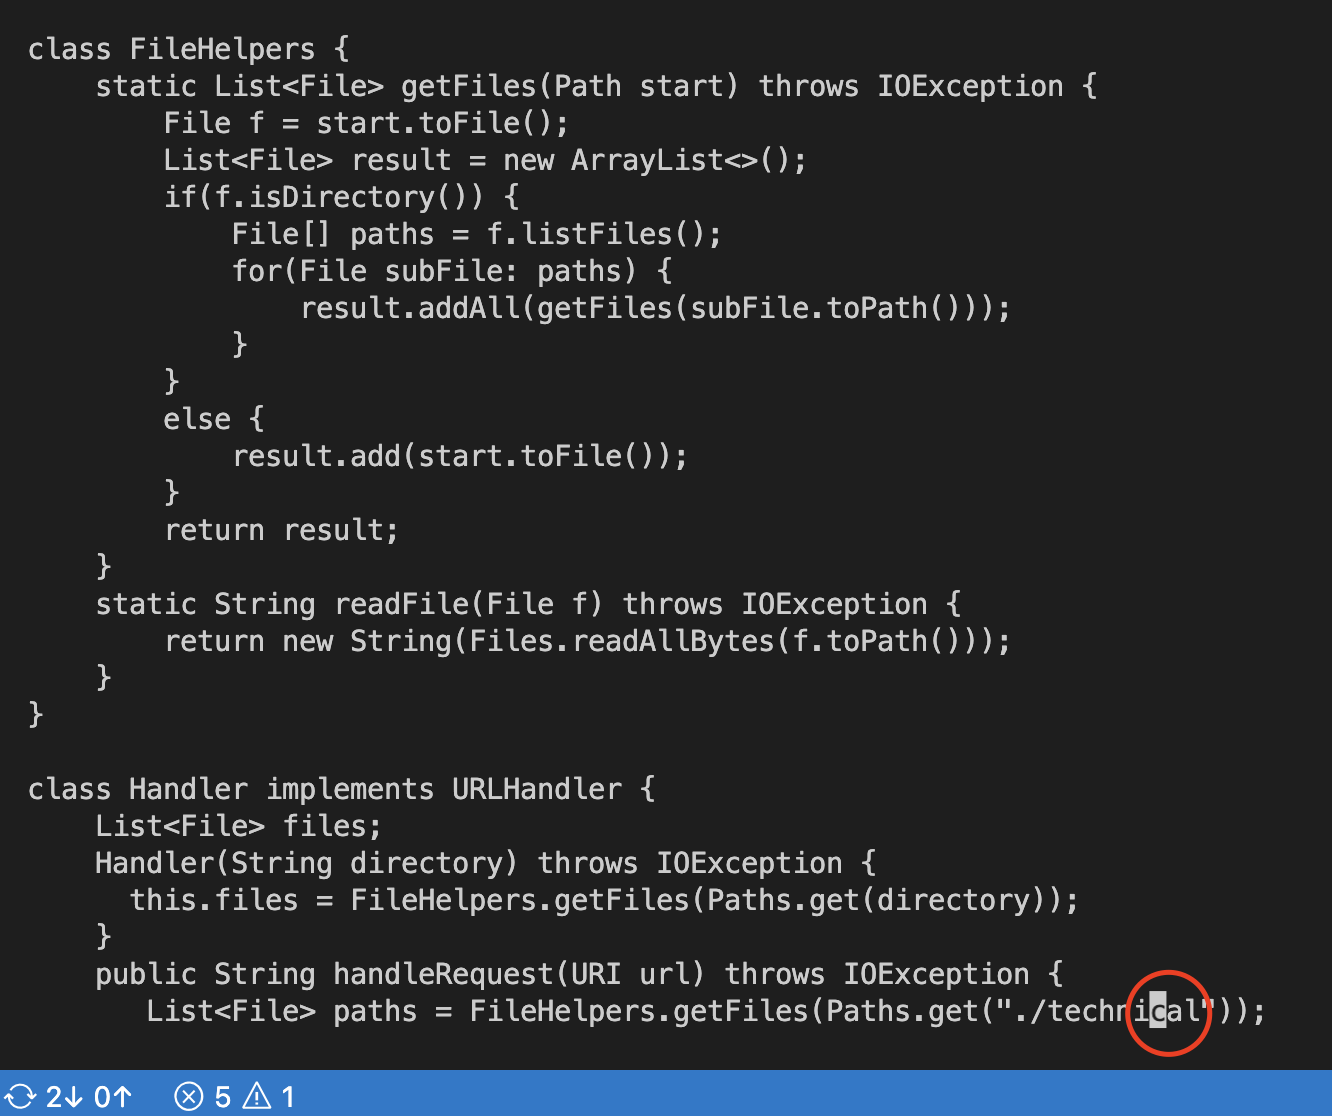 class FileHelpers {
    static List<File> getFiles(Path start) throws IOException {
        File f = start.toFile();
        List<File> result = new ArrayList<>();
        if(f.isDirectory()) {
            File[] paths = f.listFiles();
            for(File subFile: paths) {
                result.addAll(getFiles(subFile.toPath()));
            }
        }
        else {
            result.add(start.toFile());
        }
        return result;
    }
    static String readFile(File f) throws IOException {
        return new String(Files.readAllBytes(f.toPath()));
    }
}

class Handler implements URLHandler {
    List<File> files;
    Handler(String directory) throws IOException {
      this.files = FileHelpers.getFiles(Paths.get(directory));
    }
    public String handleRequest(URI url) throws IOException {
       List<File> paths = FileHelpers.getFiles(Paths.get("./technical"));
2↓ 0↑ 5 1